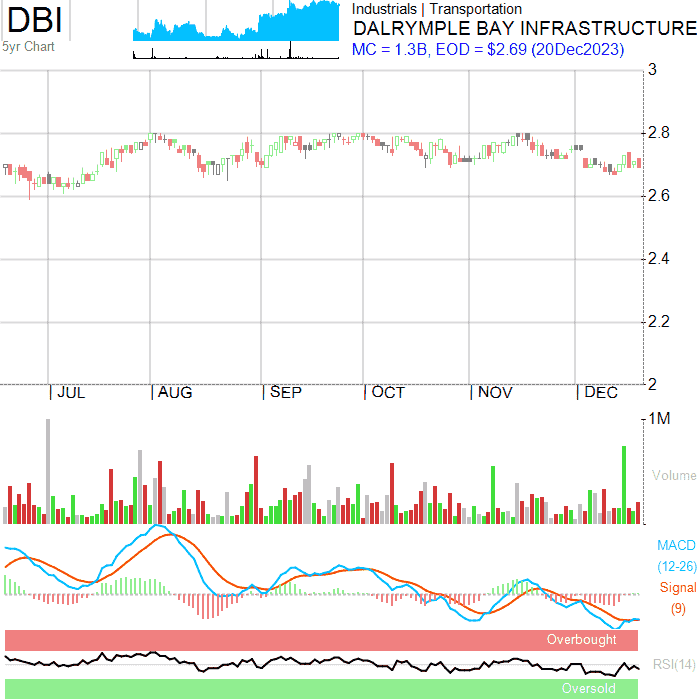 DBI
5yr Chart
Industrials | Transportation
DALRYMPLE BAY INFRASTRUCTURE
MC = 1.3B, EOD = $2.69 (20Dec2023)
3
2.8
2.6
2.4
2.2
2
JUL AUG SEP OCT NOV DEC
1M
Volume
MACD
(12-26)
Signal
(9)
Overbought
RSI(14)
Oversold